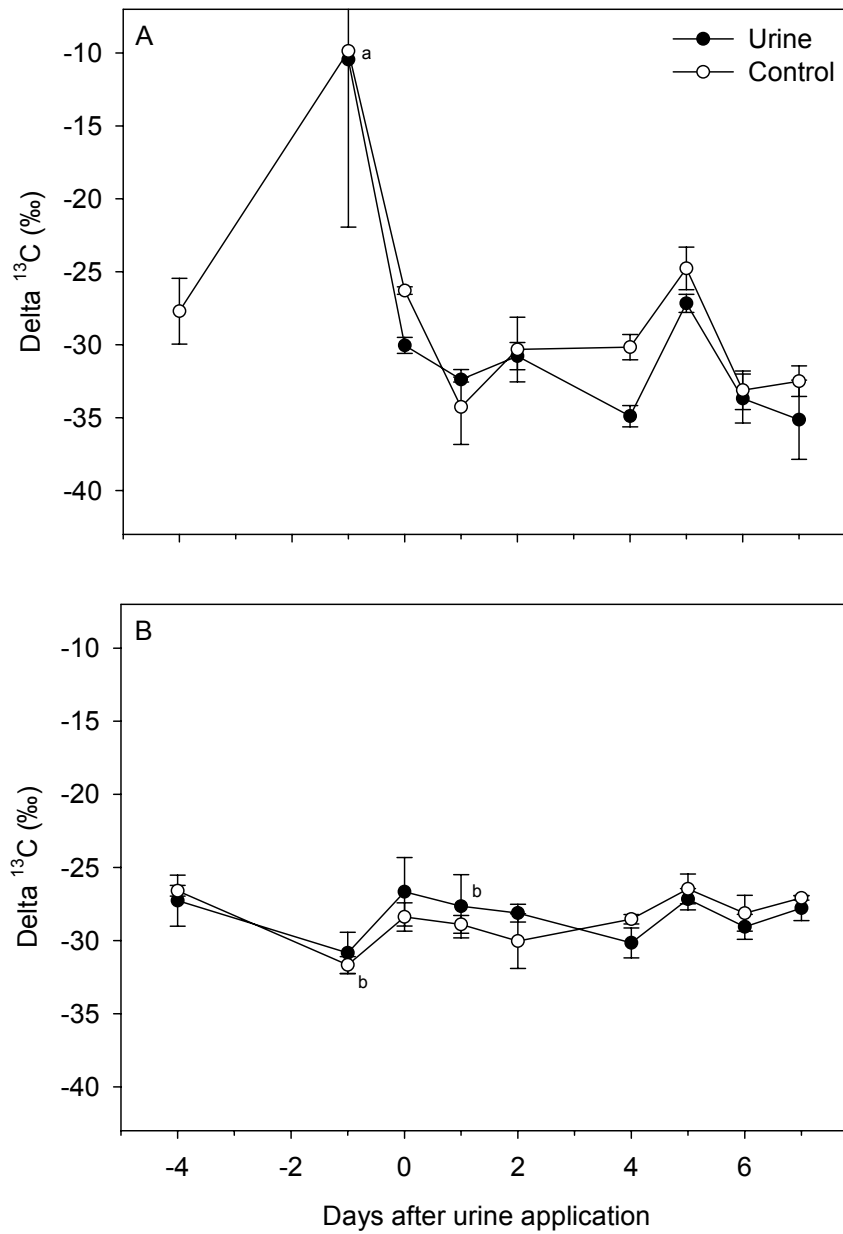 A
Urine
Control
a
-10
-15
-20
-25
-30
-35
-40
Delta ¹³C (‰)
B
b
b
-10
-15
-20
-25
-30
-35
-40
Delta ¹³C (‰)
-4
-2
0
2
4
6
Days after urine application